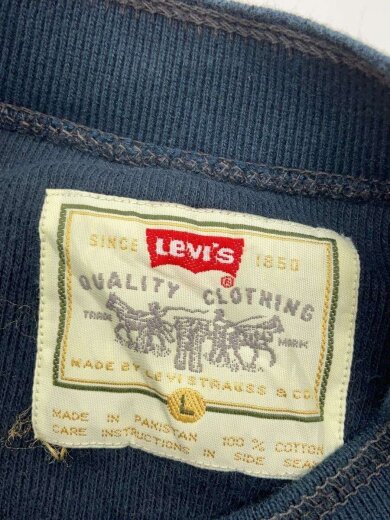 SINCE Levi's ® 1850
QUALITY CLOTHING
TRADE MARK
MADE BY LEVI STRAUSS & CO.
L
MADE IN PAKISTAN 100 % COTTON
CARE INSTRUCTIONS IN SIDE SEAM